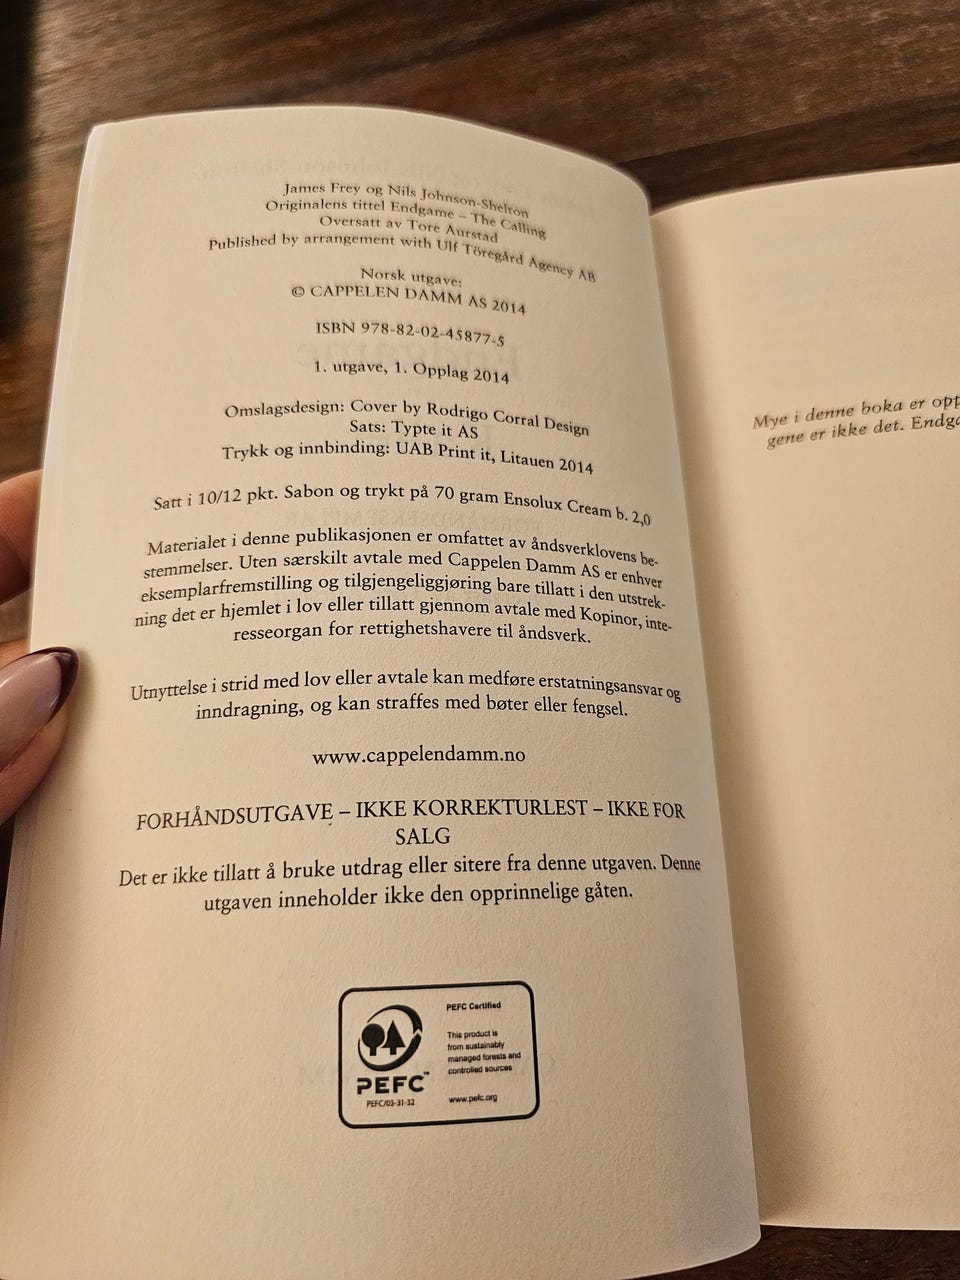 James Frey og Nils Johnson-Shelton
Originalens tittel Endgame – The Calling
Oversatt av Tore Aurstad
Published by arrangement with Ulf Töregård Agency AB
Norsk utgave:
© CAPPELEN DAMM AS 2014
ISBN 978-82-02-45877-5
1. utgave, 1. Opplag 2014
Omslagsdesign: Cover by Rodrigo Corral Design
Sats: Typte it AS
Trykk og innbinding: UAB Print it, Litauen 2014
Satt i 10/12 pkt. Sabon og trykt på 70 gram Ensolux Cream b. 2,0
Materialet i denne publikasjonen er omfattet av åndsverklovens be-
stemmelser. Uten særskilt avtale med Cappelen Damm AS er enhver
eksemplarfremstilling og tilgjengeliggjøring bare tillatt i den utstrek-
ning det er hjemlet i lov eller tillatt gjennom avtale med Kopinor, inte-
resseorgan for rettighetshavere til åndsverk.
Utnyttelse i strid med lov eller avtale kan medføre erstatningsansvar og
inndragning, og kan straffes med bøter eller fengsel.
www.cappelendamm.no
FORHÅNDSUTGAVE – IKKE KORREKTURLEST – IKKE FOR
SALG
Det er ikke tillatt å bruke utdrag eller sitere fra denne utgaven. Denne
utgaven inneholder ikke den opprinnelige gåten.
PEFC™
PEFC/03-31-32
PEFC Certified
This product is
from sustainably
managed forests and
controlled sources
www.pefc.org
Mye i denne boka er opp
gene er ikke det. Endga